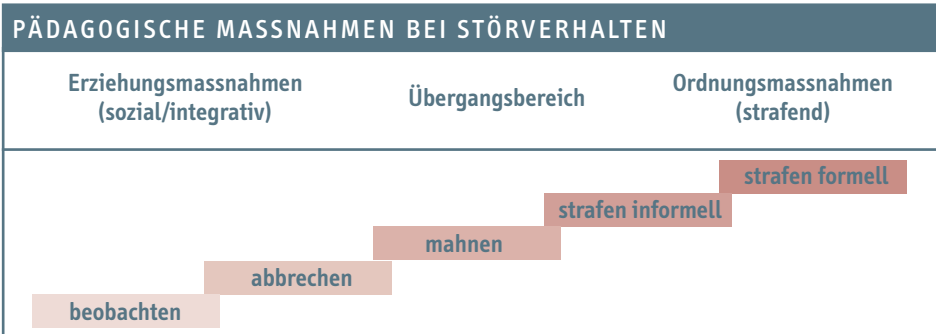 PÄDAGOGISCHE MASSNAHMEN BEI STÖRVERHALTEN
Erziehungsmassnahmen
(sozial/integrativ)
Übergangsbereich
Ordnungsmassnahmen
(strafend)
strafen formell
strafen informell
mahnen
abbrechen
beobachten